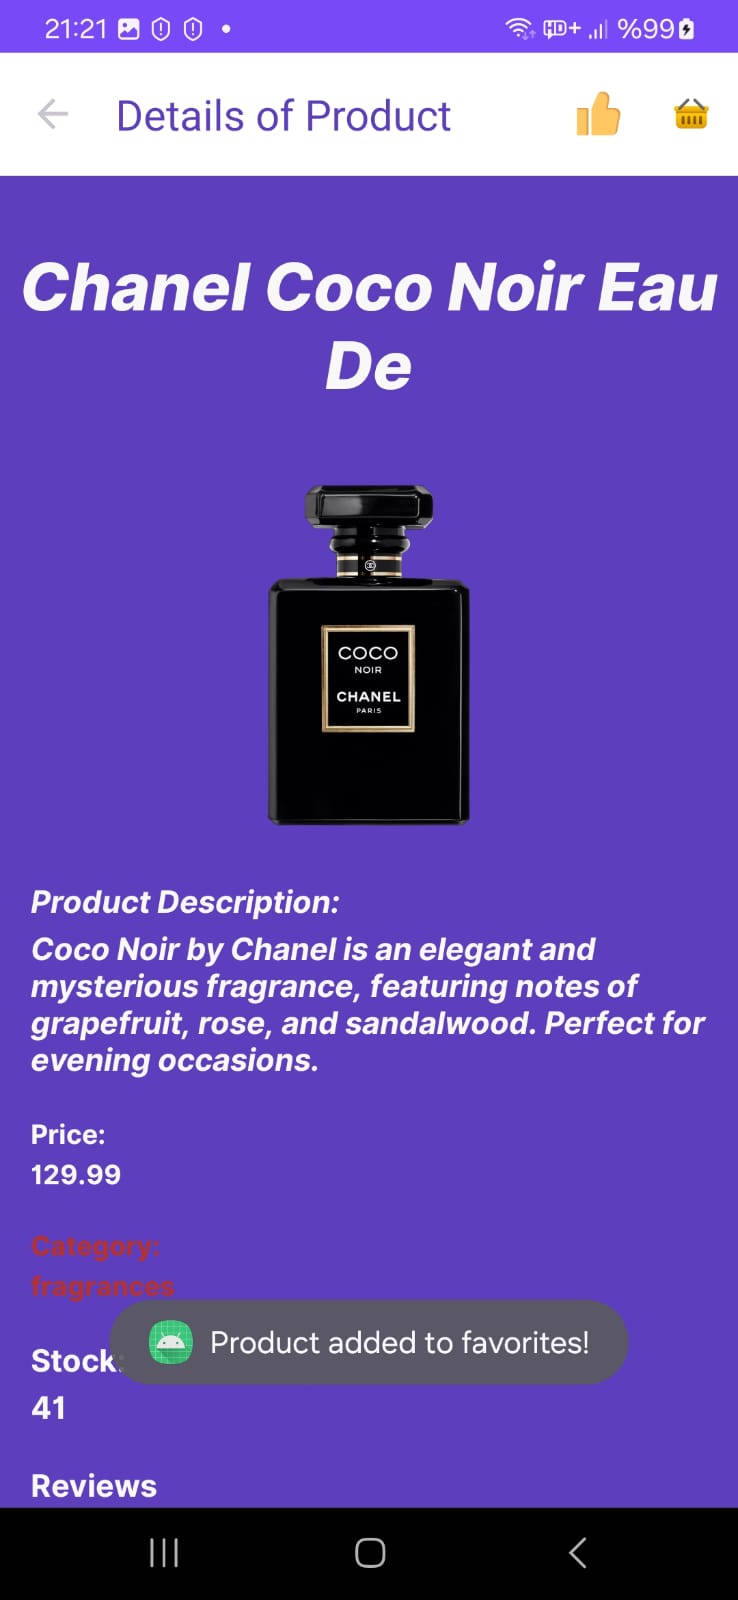 21:21 HD+ %99
Details of Product
Chanel Coco Noir Eau
De
COCO
NOIR
CHANEL
PARIS
Product Description:
Coco Noir by Chanel is an elegant and
mysterious fragrance, featuring notes of
grapefruit, rose, and sandalwood. Perfect for
evening occasions.
Price:
129.99
Category:
fragrances
Product added to favorites!
Stock:
41
Reviews